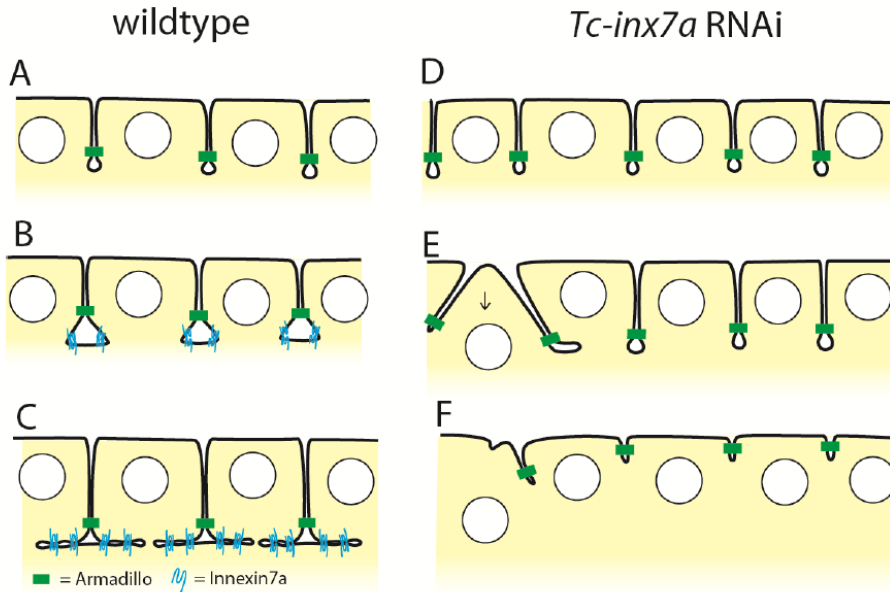 wildtype
Tc-inx7a RNAi
A
D
B
E
C
F
= Armadillo = Innexin7a